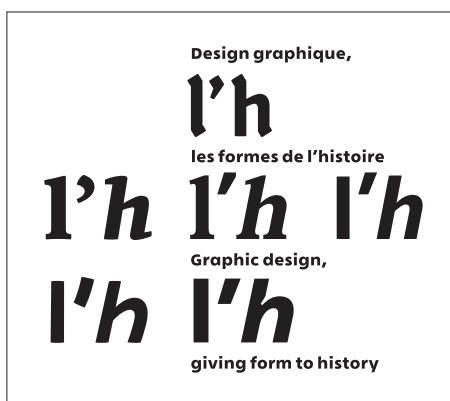 Design graphique,
l’h
les formes de l’histoire
l’h l’h l’h
Graphic design,
l’h l’h
giving form to history